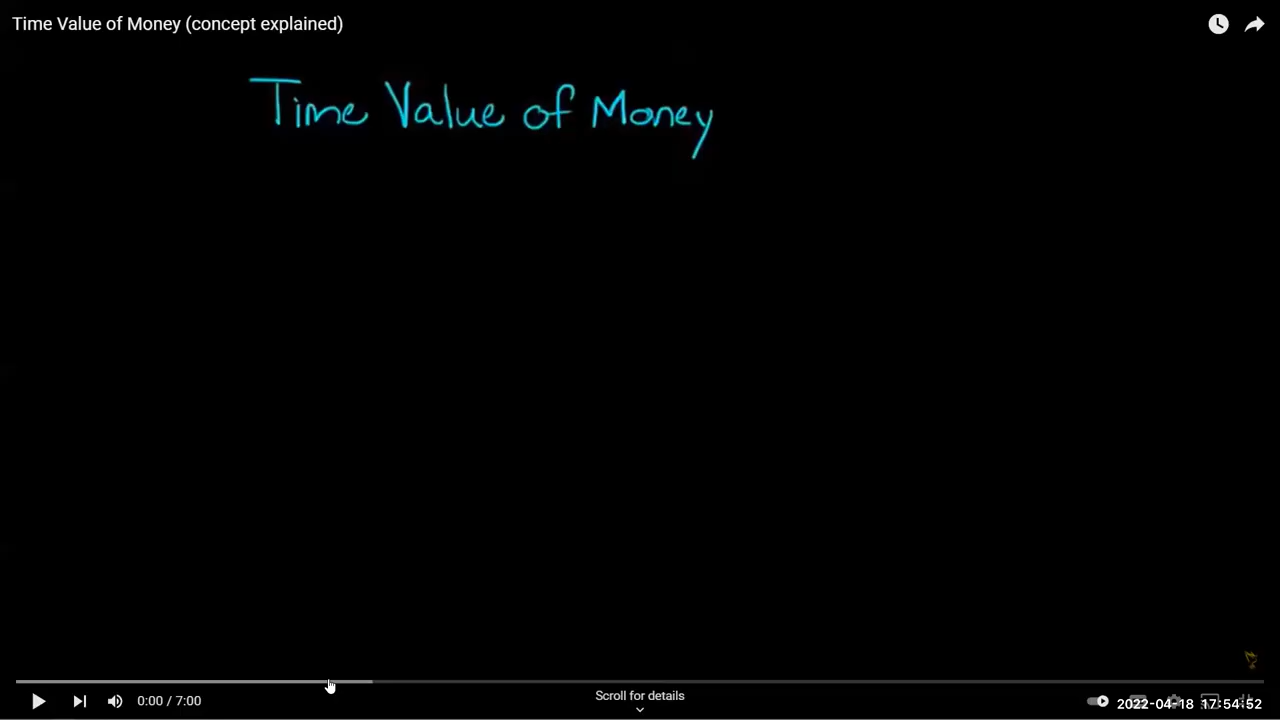 Time Value of Money (concept explained)
Time Value of Money
0:00 / 7:00
Scroll for details
2022-04-18 17:54:52